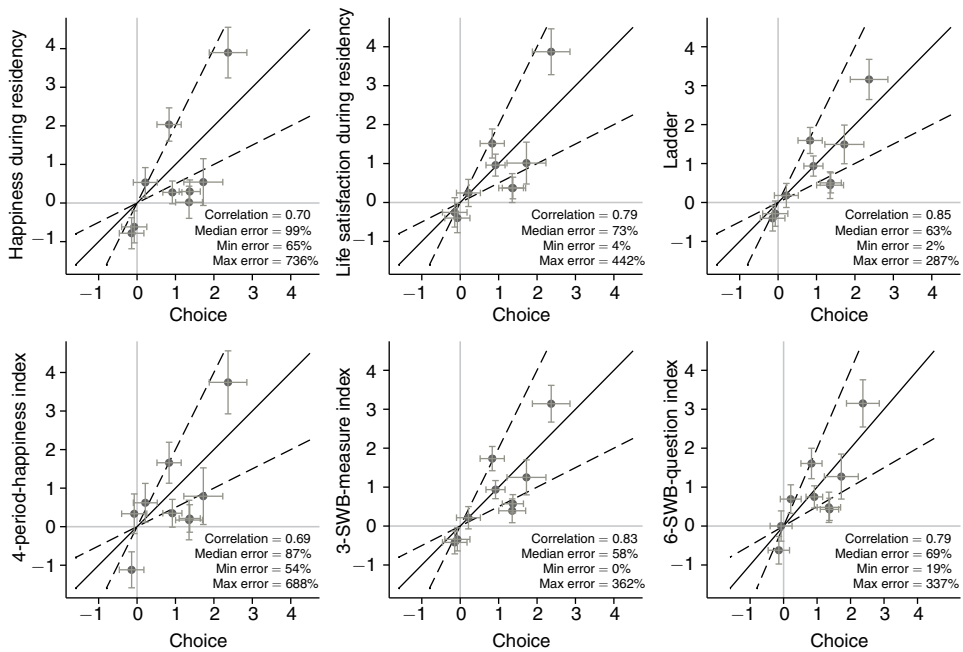 Happiness during residency
4
3
2
1
0
−1
Correlation = 0.70
Median error = 99%
Min error = 65%
Max error = 736%
−1 0 1 2 3 4
Choice
Life satisfaction during residency
4
3
2
1
0
−1
Correlation = 0.79
Median error = 73%
Min error = 4%
Max error = 442%
−1 0 1 2 3 4
Choice
Ladder
4
3
2
1
0
−1
Correlation = 0.85
Median error = 63%
Min error = 2%
Max error = 287%
−1 0 1 2 3 4
Choice
4-period-happiness index
4
3
2
1
0
−1
Correlation = 0.69
Median error = 87%
Min error = 54%
Max error = 688%
−1 0 1 2 3 4
Choice
3-SWB-measure index
4
3
2
1
0
−1
Correlation = 0.83
Median error = 58%
Min error = 0%
Max error = 362%
−1 0 1 2 3 4
Choice
6-SWB-question index
4
3
2
1
0
−1
Correlation = 0.79
Median error = 69%
Min error = 19%
Max error = 337%
−1 0 1 2 3 4
Choice